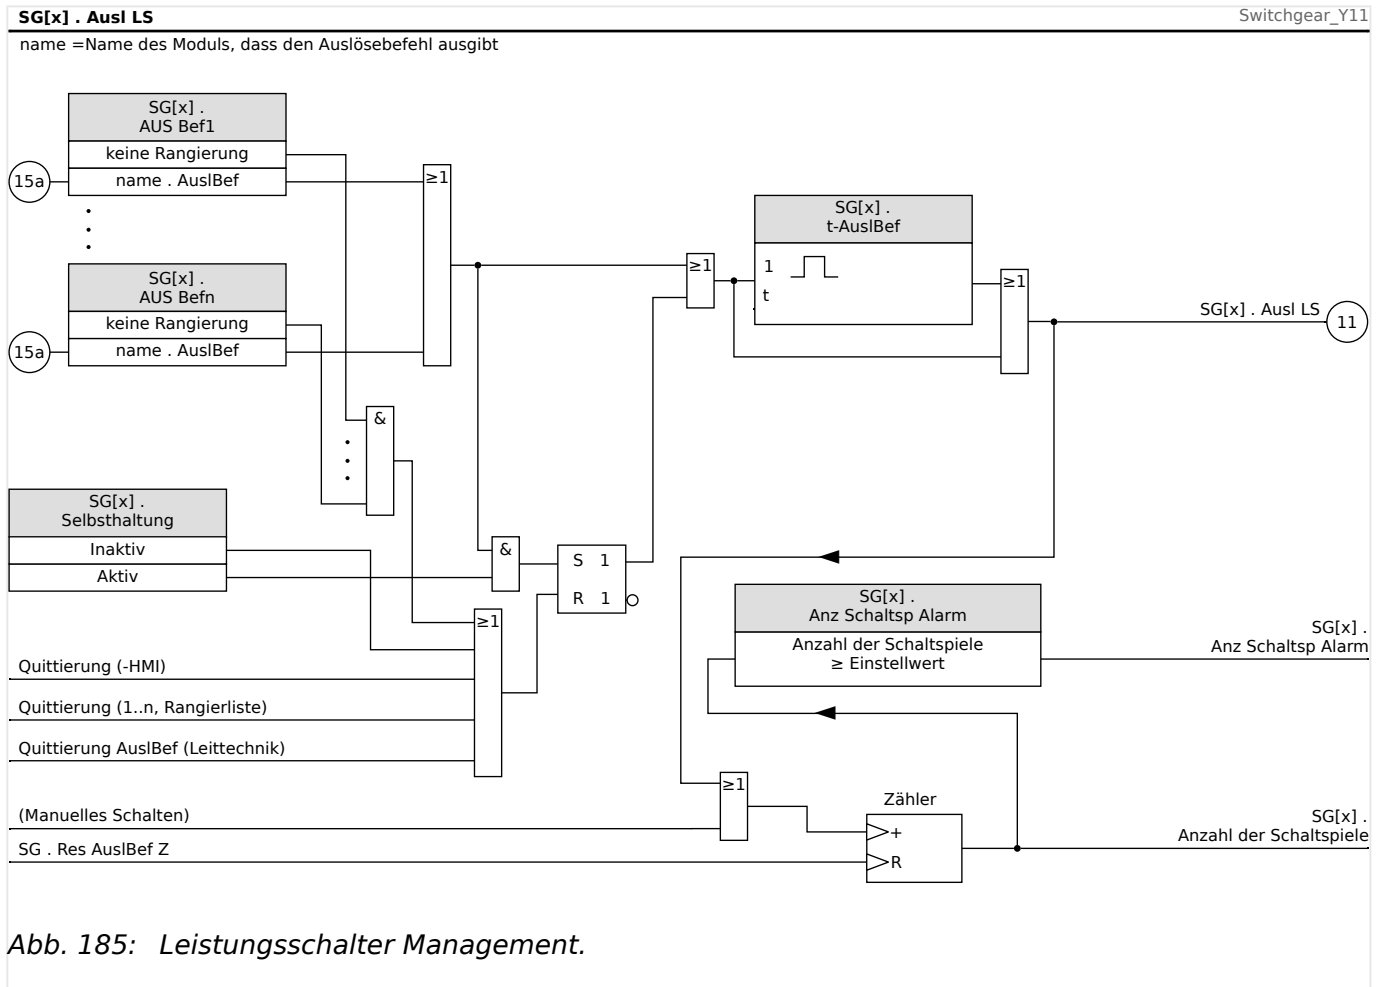 SG[x] . Ausl LS
Switchgear_Y11
name =Name des Moduls, dass den Auslösebefehl ausgibt
SG[x] .
AUS Bef1
keine Rangierung
15a
name . AuslBef
SG[x] .
AUS Befn
keine Rangierung
15a
name . AuslBef
≥1
≥1
SG[x] .
t-AuslBef
1
t
≥1
SG[x] . Ausl LS
11
&
SG[x] .
Selbsthaltung
Inaktiv
Aktiv
&
S 1
R 1
≥1
Quittierung (-HMI)
Quittierung (1..n, Rangierliste)
Quittierung AuslBef (Leittechnik)
SG[x] .
Anz Schaltsp Alarm
Anzahl der Schaltspiele
≥ Einstellwert
SG[x] .
Anz Schaltsp Alarm
≥1
(Manuelles Schalten)
SG . Res AuslBef Z
Zähler
+
R
SG[x] .
Anzahl der Schaltspiele
Abb. 185: Leistungsschalter Management.